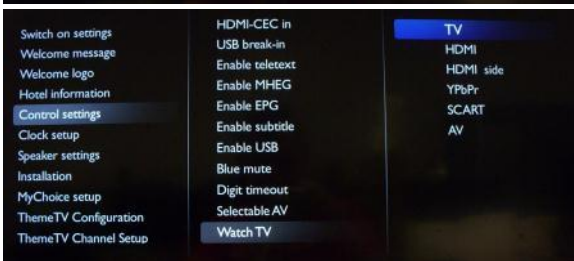 Switch on settings
Welcome message
Welcome logo
Hotel information
Control settings
Clock setup
Speaker settings
Installation
MyChoice setup
ThemeTV Configuration
ThemeTV Channel Setup
HDMI-CEC in
USB break-in
Enable teletext
Enable MHEG
Enable EPG
Enable subtitle
Enable USB
Blue mute
Digit timeout
Selectable AV
Watch TV
TV
HDMI
HDMI side
YPbPr
SCART
AV